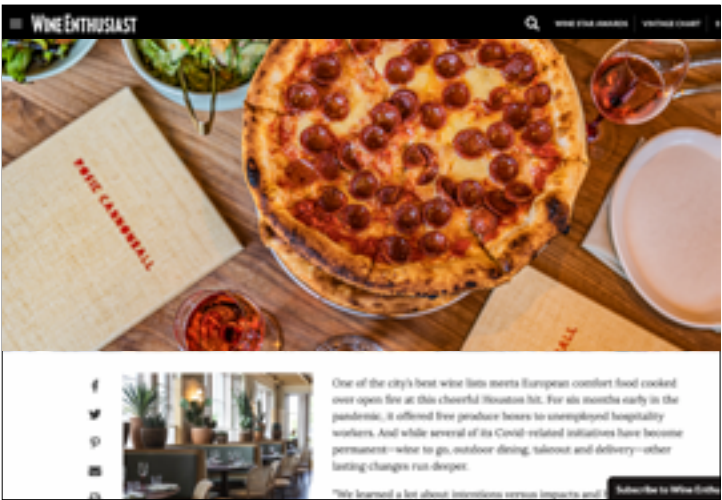 WINE ENTHUSIAST
WINE STAR AWARDS
VINTAGE CHART
ROSIE CANNONBALL
BALL
One of the city's best wine lists meets European comfort food cooked
over open fire at this cheerful Houston hit. For six months early in the
pandemic, it offered free produce boxes to unemployed hospitality
workers. And while several of its Covid-related initiatives have become
permanent—wine to go, outdoor dining, takeout and delivery—other
lasting changes run deeper.
"We learned a lot about intentions versus impacts and
Subscribe to Wine Enthu